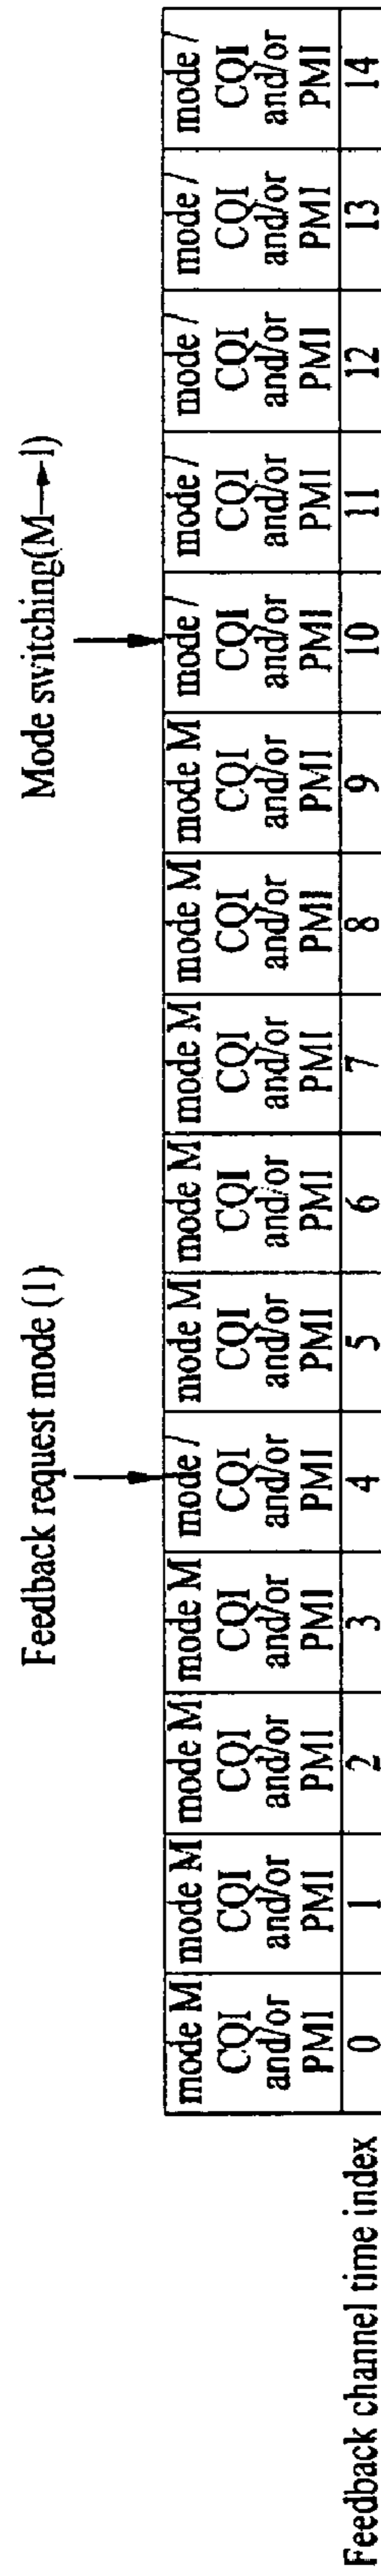 Feedback request mode (1) Mode switching(M→1)
mode M mode M mode M mode M mode / mode M mode M mode M mode M mode M mode / mode / mode / mode / mode /
CQI CQI CQI CQI CQI CQI CQI CQI CQI CQI CQI CQI CQI CQI CQI
and/or and/or and/or and/or and/or and/or and/or and/or and/or and/or and/or and/or and/or and/or and/or
PMI PMI PMI PMI PMI PMI PMI PMI PMI PMI PMI PMI PMI PMI PMI
Feedback channel time index 0 1 2 3 4 5 6 7 8 9 10 11 12 13 14